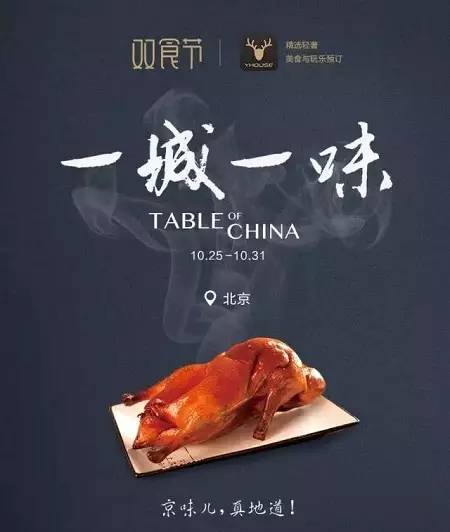 双食节
YHOUSE
精选轻奢
美食与玩乐预订
一城一味
TABLE OF CHINA
10.25-10.31
北京
京味儿,真地道!